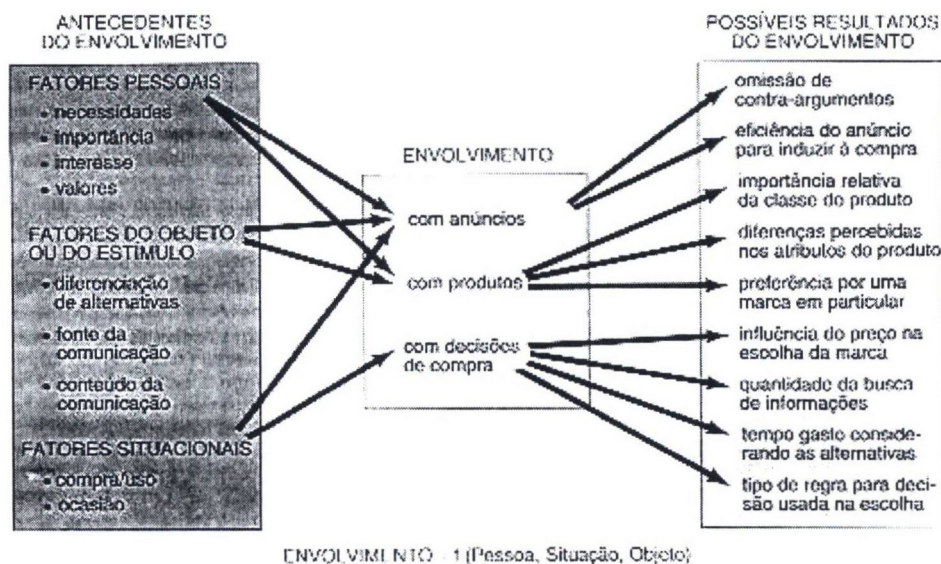 ANTECEDENTES
DO ENVOLVIMENTO
FATORES PESSOAIS
• necessidades
• importância
• interesse
• valores
FATORES DO OBJETO
OU DO ESTÍMULO
• diferenciação
de alternativas
• fonte da
comunicação
• conteúdo da
comunicação
FATORES SITUACIONAIS
• compra/uso
• ocasião
ENVOLVIMENTO
com anúncios
com produtos
com decisões
de compra
POSSÍVEIS RESULTADOS
DO ENVOLVIMENTO
omissão de
contra-argumentos
eficiência do anúncio
para induzir à compra
importância relativa
da classe do produto
diferenças percebidas
nos atributos do produto
preferência por uma
marca em particular
influência do preço na
escolha da marca
quantidade da busca
de informações
tempo gasto conside-
rando as alternativas
tipo de regra para deci-
são usada na escolha
ENVOLVIMENTO (Pessoa, Situação, Objeto)